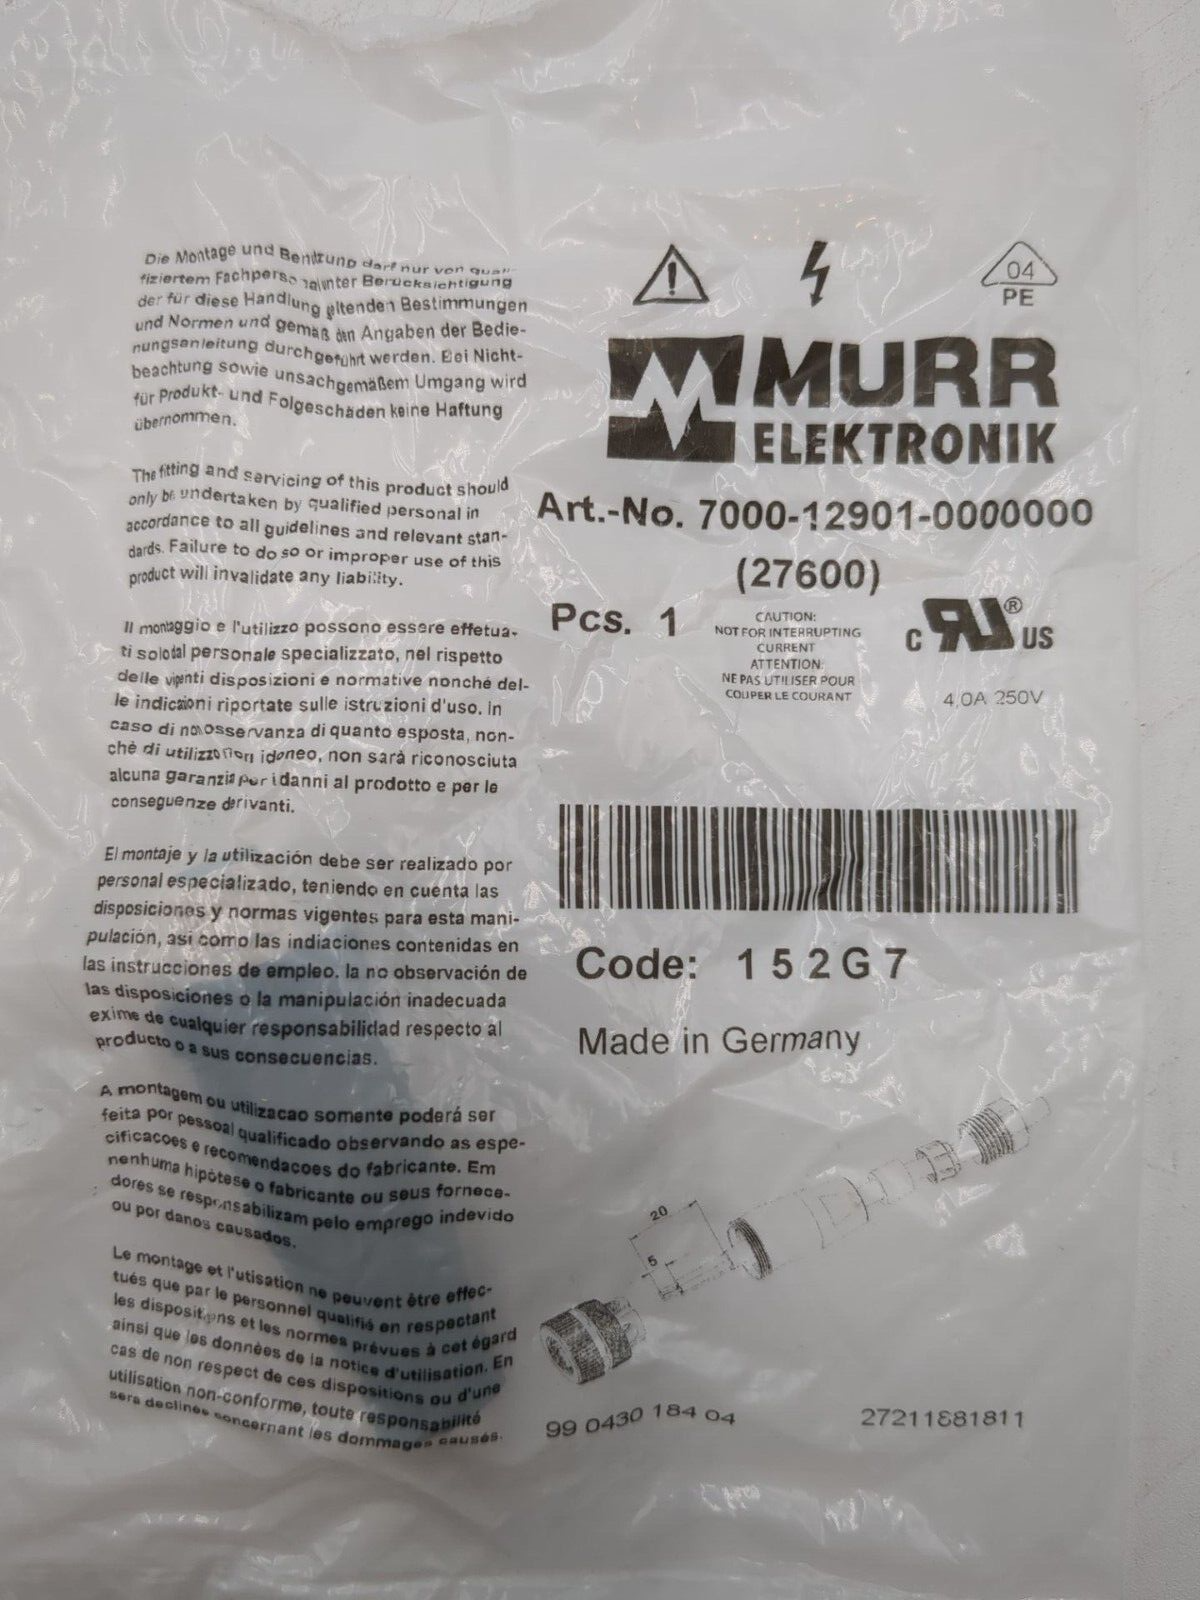 Die Montage und Benutzung darf nur von quali-
fiziertem Fachpersonal unter Berücksichtigung
der für diese Handlung geltenden Bestimmungen
und Normen und gemäß den Angaben der Bedie-
nungsanleitung durchgeführt werden. Bei Nicht-
beachtung sowie unsachgemäßem Umgang wird
für Produkt- und Folgeschäden keine Haftung
übernommen.
The fitting and servicing of this product should
only be undertaken by qualified personal in
accordance to all guidelines and relevant stan-
dards. Failure to do so or improper use of this
product will invalidate any liability.
Il montaggio e l'utilizzo possono essere effetua-
ti solo dal personale specializzato, nel rispetto
delle vigenti disposizioni e normative nonché del-
le indicazioni riportate sulle istruzioni d'uso. In
caso di non osservanza di quanto esposta, non-
ché di utilizzo non idoneo, non sarà riconosciuta
alcuna garanzia per i danni al prodotto e per le
conseguenze derivanti.
El montaje y la utilización debe ser realizado por
personal especializado, teniendo en cuenta las
disposiciones y normas vigentes para esta mani-
pulación, asi como las indiaciones contenidas en
las instrucciones de empleo. la no observación de
las disposiciones o la manipulación inadecuada
exime de cualquier responsabilidad respecto al
producto o a sus consecuencias.
A montagem ou utilizacao somente poderá ser
feita por pessoal qualificado observando as espe-
cificacoes e recomendacoes do fabricante. Em
nenhuma hipótese o fabricante ou seus fornece-
dores se responsabilizam pelo emprego indevido
ou por danos causados.
Le montage et l'utisation ne peuvent être effec-
tués que par le personnel qualifié en respectant
les dispositions et les normes prévues à cet égard
ainsi que les données de la notice d'utilisation. En
cas de non respect de ces dispositions ou d'une
utilisation non-conforme, toute responsabilité
sera declinée concernant les dommages causés.
04
PE
MURR
ELEKTRONIK
Art.-No. 7000-12901-0000000
(27600)
Pcs. 1
CAUTION:
NOT FOR INTERRUPTING
CURRENT
ATTENTION:
NE PAS UTILISER POUR
COUPER LE COURANT
c RU ® US
4,0A 250V
Code: 152G7
Made in Germany
20
5
99 0430 184 04
27211881811